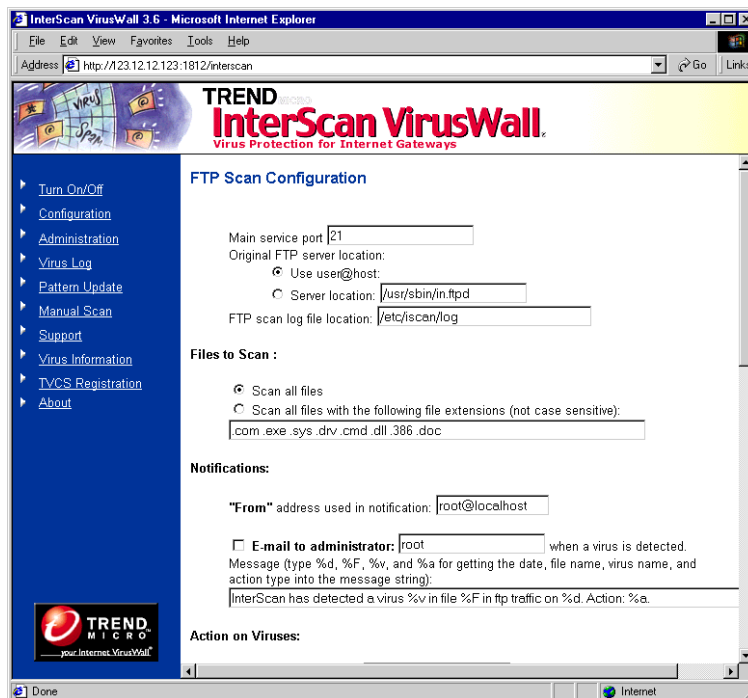 InterScan VirusWall 3.6 - Microsoft Internet Explorer
File Edit View Favorites Tools Help
Address http://123.12.12.123:1812/interscan Go Links
VIRUS
TREND MICRO
InterScan VirusWall.
Virus Protection for Internet Gateways
Turn On/Off
Configuration
Administration
Virus Log
Pattern Update
Manual Scan
Support
Virus Information
TVCS Registration
About
FTP Scan Configuration
Main service port 21
Original FTP server location:
Use user@host:
Server location: /usr/sbin/in.ftpd
FTP scan log file location: /etc/iscan/log
Files to Scan :
Scan all files
Scan all files with the following file extensions (not case sensitive):
.com .exe .sys .drv .cmd .dll .386 .doc
Notifications:
"From" address used in notification: root@localhost
E-mail to administrator: root when a virus is detected.
Message (type %d, %F, %v, and %a for getting the date, file name, virus name, and
action type into the message string):
InterScan has detected a virus %v in file %F in ftp traffic on %d. Action: %a.
Action on Viruses:
TREND
MICRO
your Internet VirusWall
Done Internet